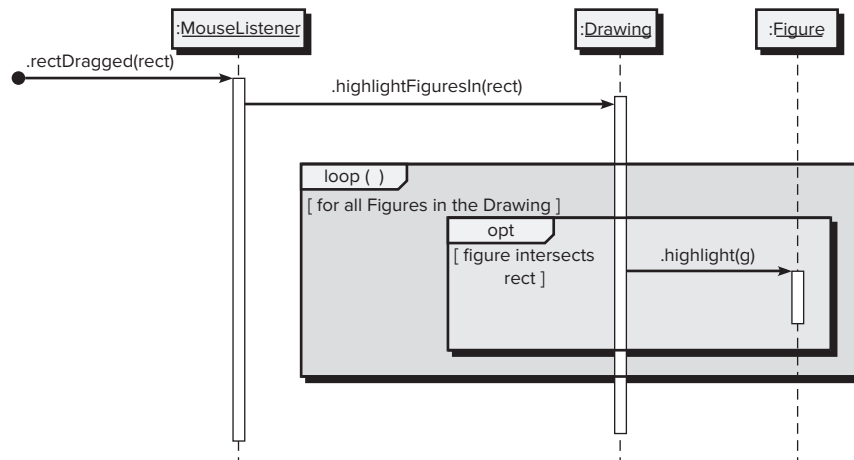 :MouseListener
:Drawing
:Figure
.rectDragged(rect)
.highlightFiguresIn(rect)
loop ( )
[ for all Figures in the Drawing ]
opt
[ figure intersects
rect ]
.highlight(g)